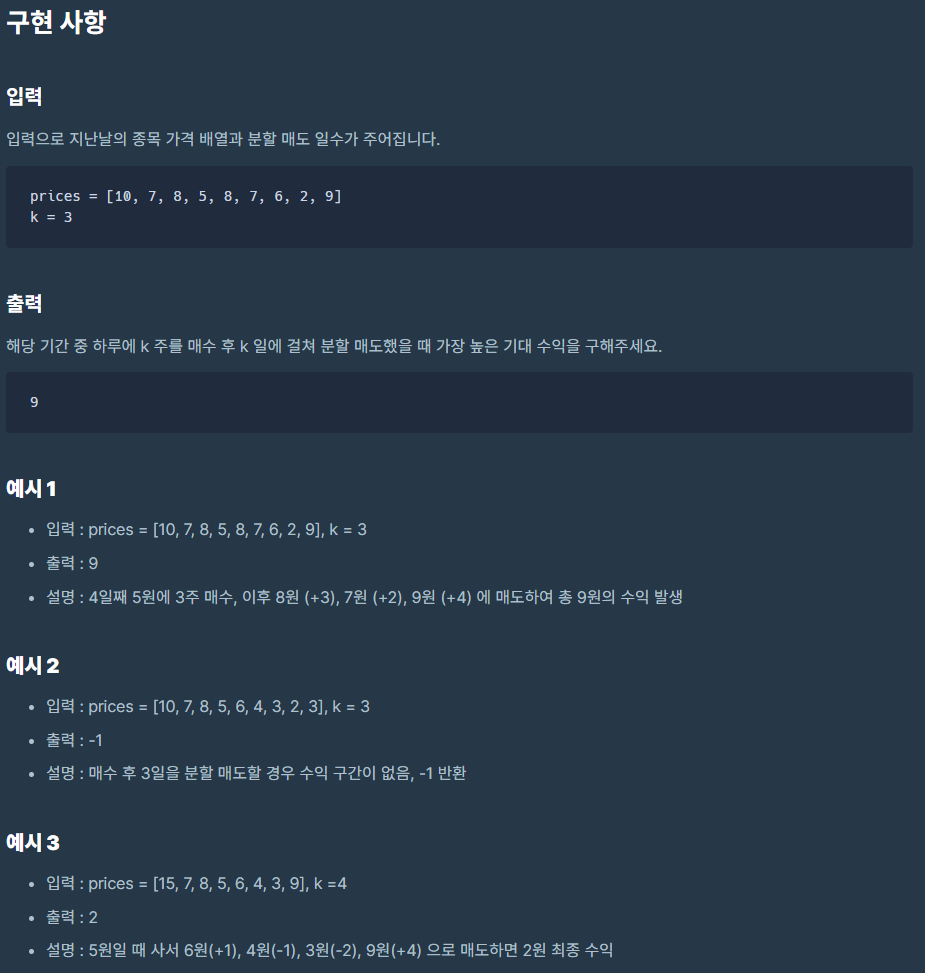 구현 사항
입력
입력으로 지난날의 종목 가격 배열과 분할 매도 일수가 주어집니다.
prices = [10, 7, 8, 5, 8, 7, 6, 2, 9]
k = 3
출력
해당 기간 중 하루에 k 주를 매수 후 k 일에 걸쳐 분할 매도했을 때 가장 높은 기대 수익을 구해주세요.
9
예시 1
• 입력 : prices = [10, 7, 8, 5, 8, 7, 6, 2, 9], k = 3
• 출력 : 9
• 설명 : 4일째 5원에 3주 매수, 이후 8원 (+3), 7원 (+2), 9원 (+4) 에 매도하여 총 9원의 수익 발생
예시 2
• 입력 : prices = [10, 7, 8, 5, 6, 4, 3, 2, 3], k = 3
• 출력 : -1
• 설명 : 매수 후 3일을 분할 매도할 경우 수익 구간이 없음, -1 반환
예시 3
• 입력 : prices = [15, 7, 8, 5, 6, 4, 3, 9], k =4
• 출력 : 2
• 설명 : 5원일 때 사서 6원(+1), 4원(-1), 3원(-2), 9원(+4) 으로 매도하면 2원 최종 수익